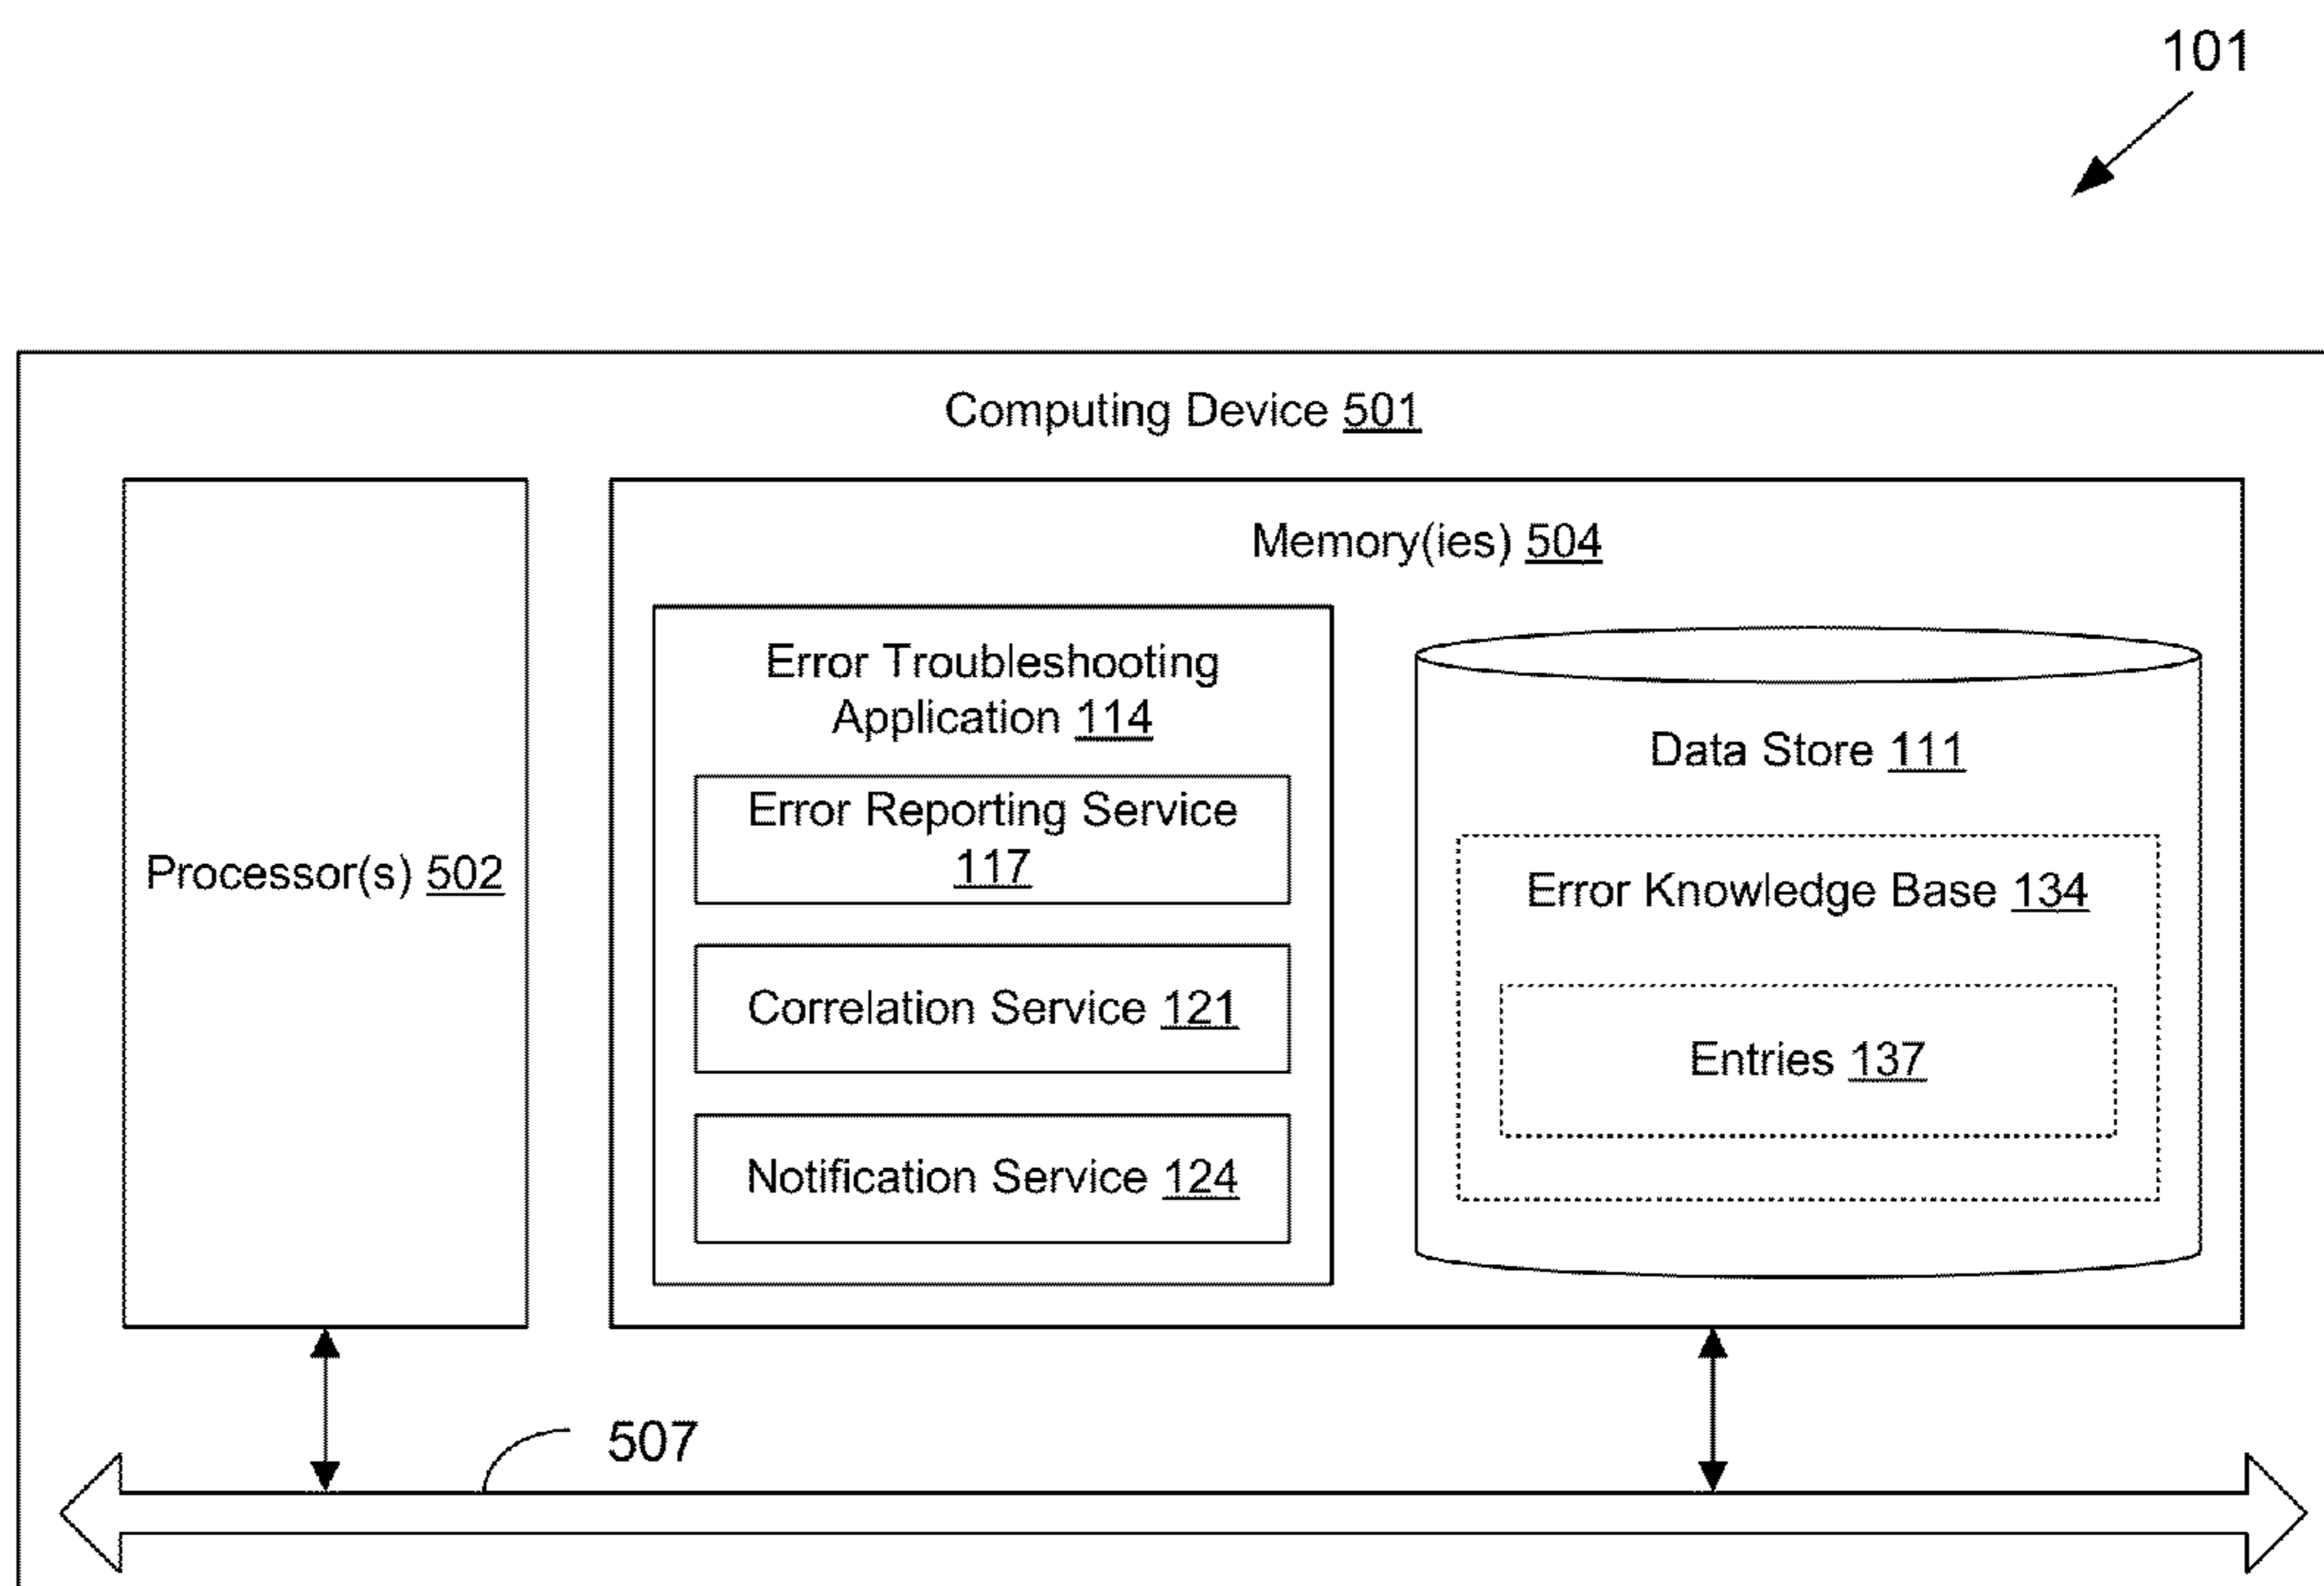 101
Computing Device 501
Memory(ies) 504
Error Troubleshooting
Application 114
Error Reporting Service
117
Correlation Service 121
Notification Service 124
Data Store 111
Error Knowledge Base 134
Entries 137
Processor(s) 502
507